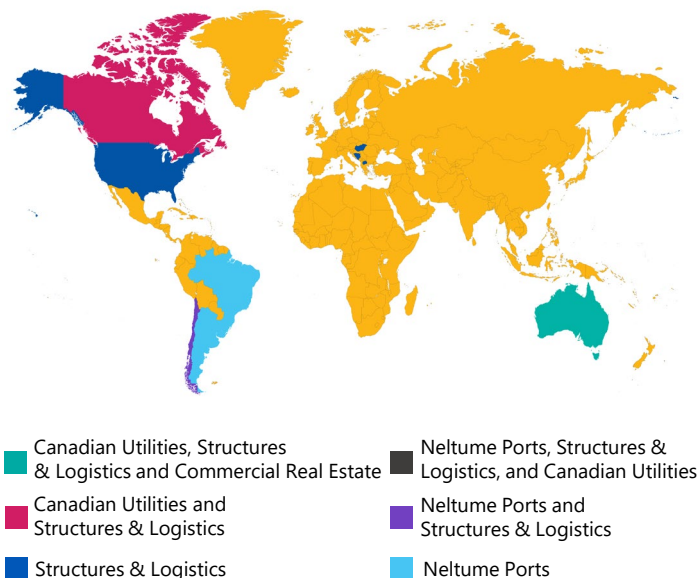 Canadian Utilities, Structures
& Logistics and Commercial Real Estate
Canadian Utilities and
Structures & Logistics
Structures & Logistics
Neltume Ports, Structures &
Logistics, and Canadian Utilities
Neltume Ports and
Structures & Logistics
Neltume Ports